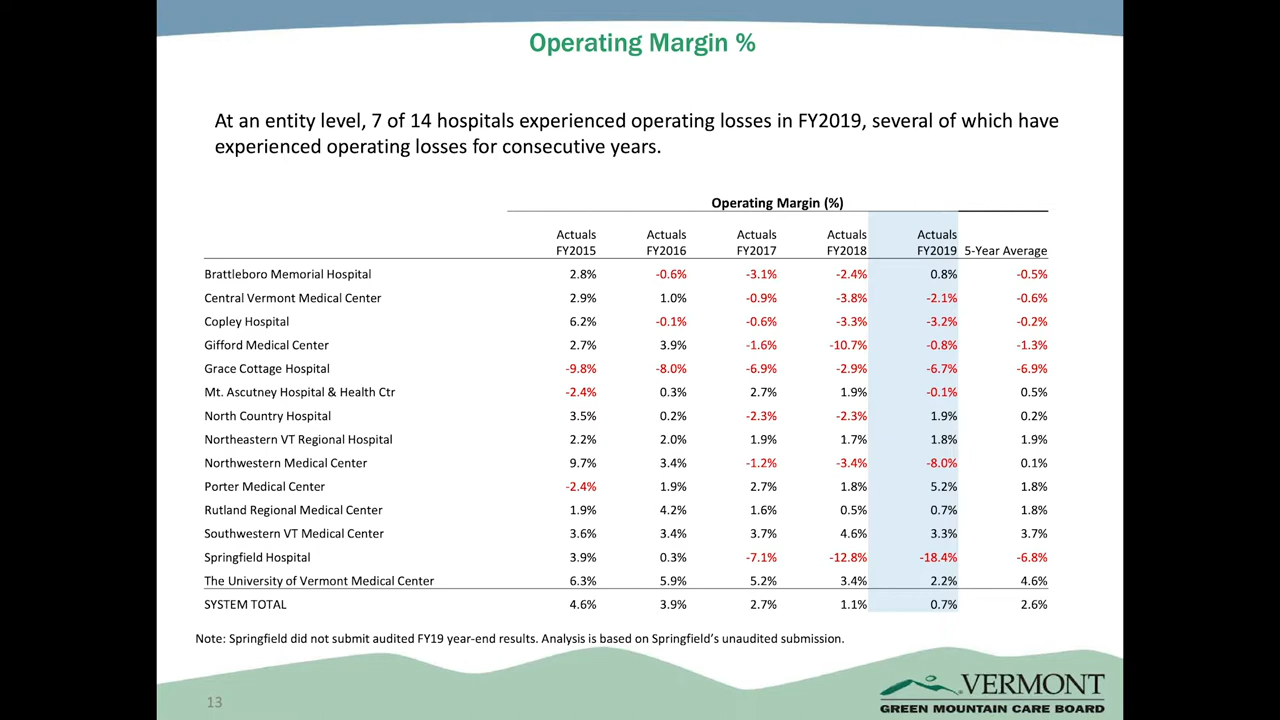 Operating Margin %
At an entity level, 7 of 14 hospitals experienced operating losses in FY2019, several of which have
experienced operating losses for consecutive years.
Operating Margin (%)
Actuals Actuals Actuals Actuals Actuals
FY2015 FY2016 FY2017 FY2018 FY2019 5-Year Average
Brattleboro Memorial Hospital 2.8% -0.6% -3.1% -2.4% 0.8% -0.5%
Central Vermont Medical Center 2.9% 1.0% -0.9% -3.8% -2.1% -0.6%
Copley Hospital 6.2% -0.1% -0.6% -3.3% -3.2% -0.2%
Gifford Medical Center 2.7% 3.9% -1.6% -10.7% -0.8% -1.3%
Grace Cottage Hospital -9.8% -8.0% -6.9% -2.9% -6.7% -6.9%
Mt. Ascutney Hospital & Health Ctr -2.4% 0.3% 2.7% 1.9% -0.1% 0.5%
North Country Hospital 3.5% 0.2% -2.3% -2.3% 1.9% 0.2%
Northeastern VT Regional Hospital 2.2% 2.0% 1.9% 1.7% 1.8% 1.9%
Northwestern Medical Center 9.7% 3.4% -1.2% -3.4% -8.0% 0.1%
Porter Medical Center -2.4% 1.9% 2.7% 1.8% 5.2% 1.8%
Rutland Regional Medical Center 1.9% 4.2% 1.6% 0.5% 0.7% 1.8%
Southwestern VT Medical Center 3.6% 3.4% 3.7% 4.6% 3.3% 3.7%
Springfield Hospital 3.9% 0.3% -7.1% -12.8% -18.4% -6.8%
The University of Vermont Medical Center 6.3% 5.9% 5.2% 3.4% 2.2% 4.6%
SYSTEM TOTAL 4.6% 3.9% 2.7% 1.1% 0.7% 2.6%
Note: Springfield did not submit audited FY19 year-end results. Analysis is based on Springfield's unaudited submission.
13
VERMONT
GREEN MOUNTAIN CARE BOARD